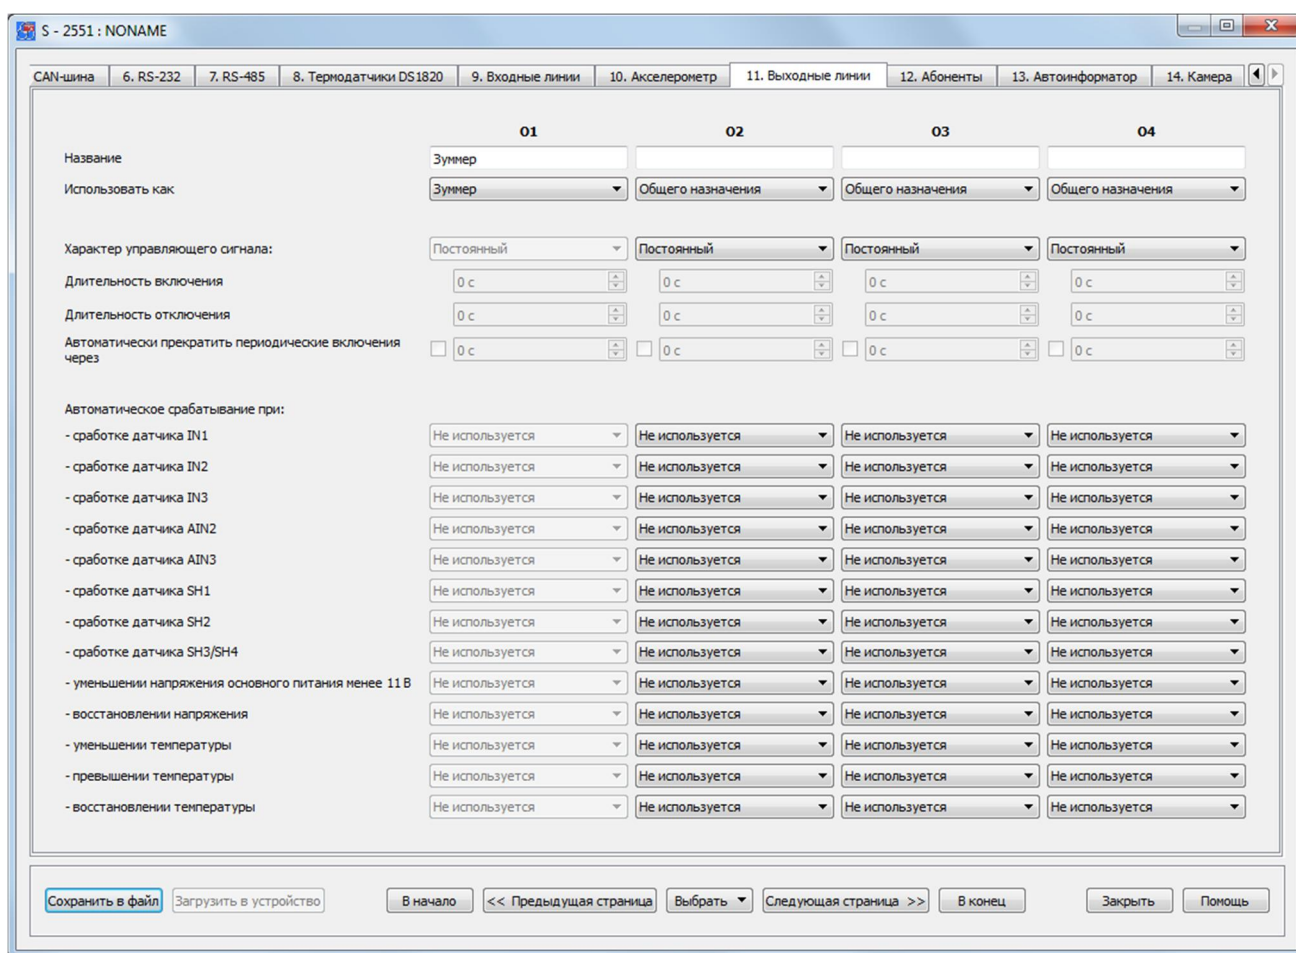 S - 2551 : NONAME
CAN-шина 6. RS-232 7. RS-485 8. Термодатчики DS1820 9. Входные линии 10. Акселерометр 11. Выходные линии 12. Абоненты 13. Автоинформатор 14. Камера
O1 O2 O3 O4
Название Зуммер
Использовать как Зуммер Общего назначения Общего назначения Общего назначения
Характер управляющего сигнала: Постоянный Постоянный Постоянный Постоянный
Длительность включения 0 с 0 с 0 с 0 с
Длительность отключения 0 с 0 с 0 с 0 с
Автоматически прекратить периодические включения
через 0 с 0 с 0 с 0 с
Автоматическое срабатывание при:
- сработке датчика IN1 Не используется Не используется Не используется Не используется
- сработке датчика IN2 Не используется Не используется Не используется Не используется
- сработке датчика IN3 Не используется Не используется Не используется Не используется
- сработке датчика AIN2 Не используется Не используется Не используется Не используется
- сработке датчика AIN3 Не используется Не используется Не используется Не используется
- сработке датчика SH1 Не используется Не используется Не используется Не используется
- сработке датчика SH2 Не используется Не используется Не используется Не используется
- сработке датчика SH3/SH4 Не используется Не используется Не используется Не используется
- уменьшении напряжения основного питания менее 11 В Не используется Не используется Не используется Не используется
- восстановлении напряжения Не используется Не используется Не используется Не используется
- уменьшении температуры Не используется Не используется Не используется Не используется
- превышении температуры Не используется Не используется Не используется Не используется
- восстановлении температуры Не используется Не используется Не используется Не используется
Сохранить в файл Загрузить в устройство В начало << Предыдущая страница Выбрать Следующая страница >> В конец Закрыть Помощь